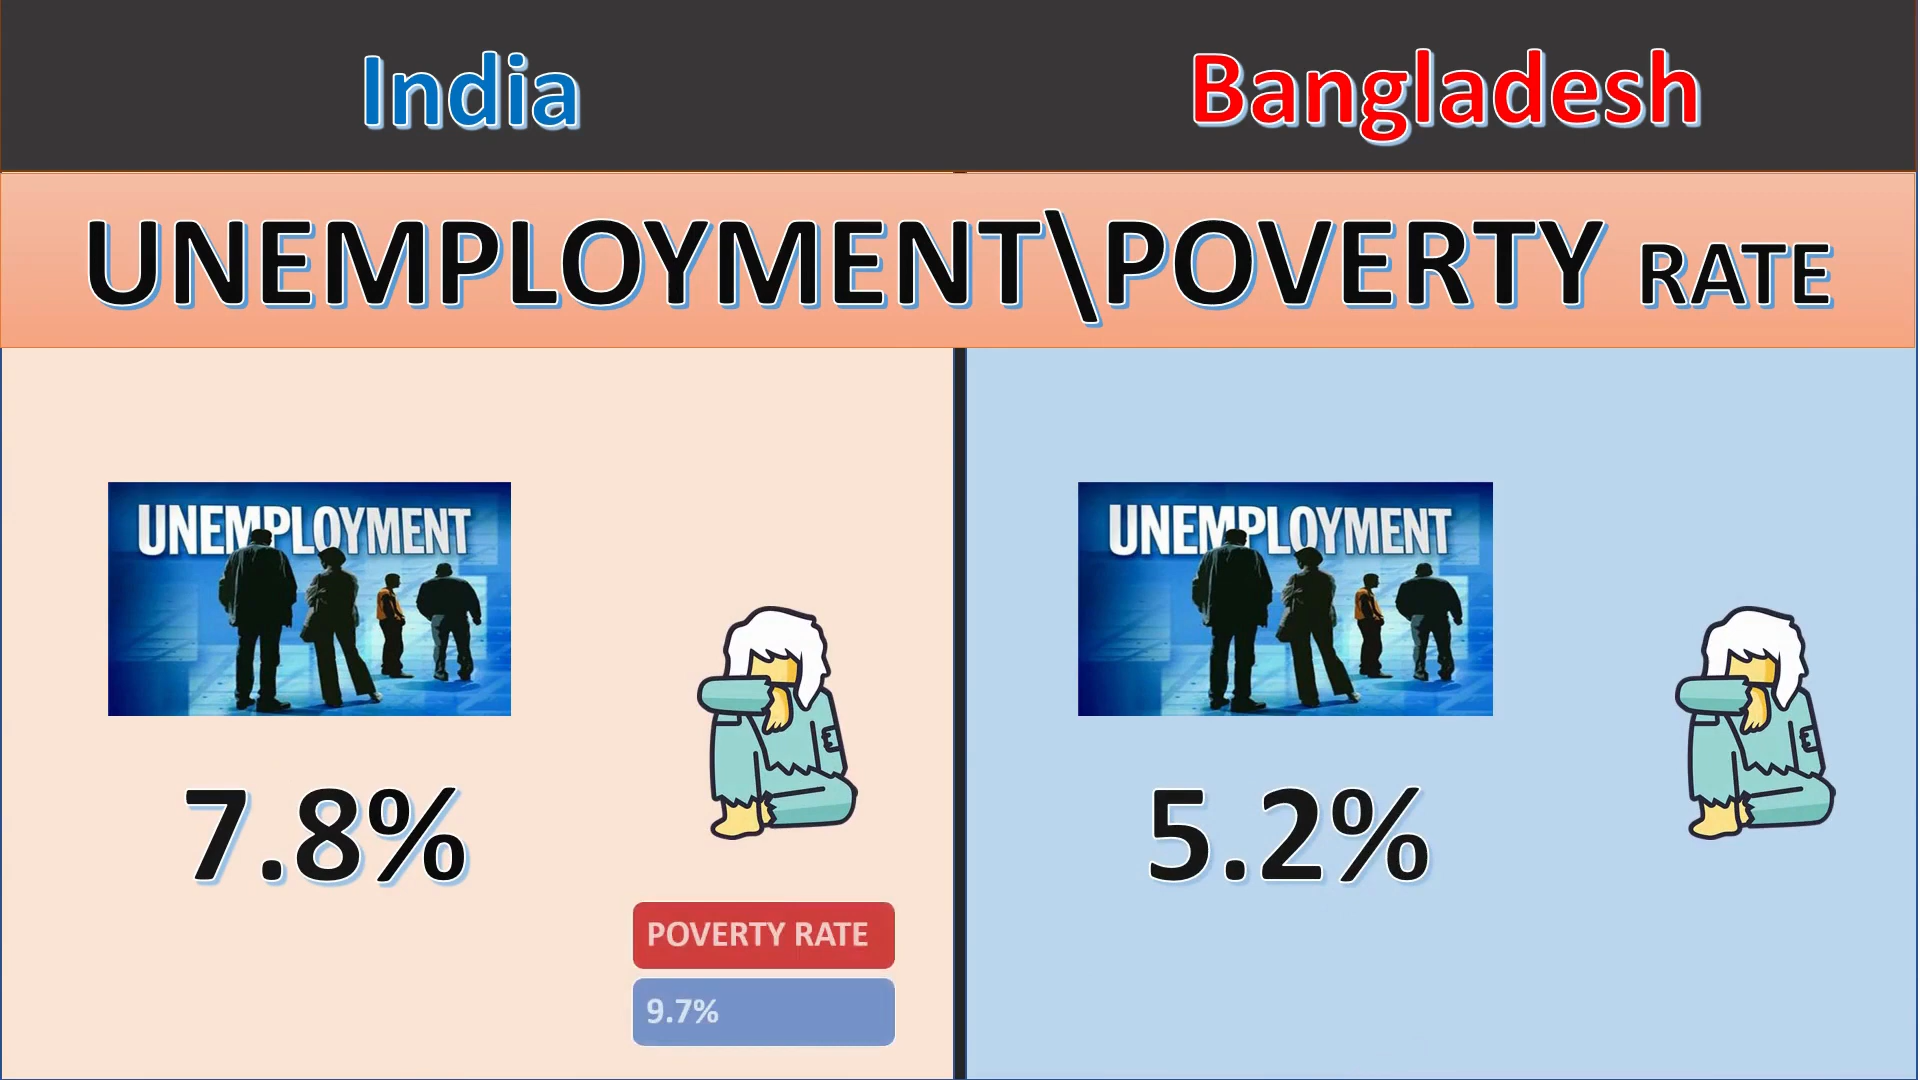 India
Bangladesh
UNEMPLOYMENT\POVERTY RATE
UNEMPLOYMENT
UNEMPLOYMENT
7.8%
5.2%
POVERTY RATE
9.7%